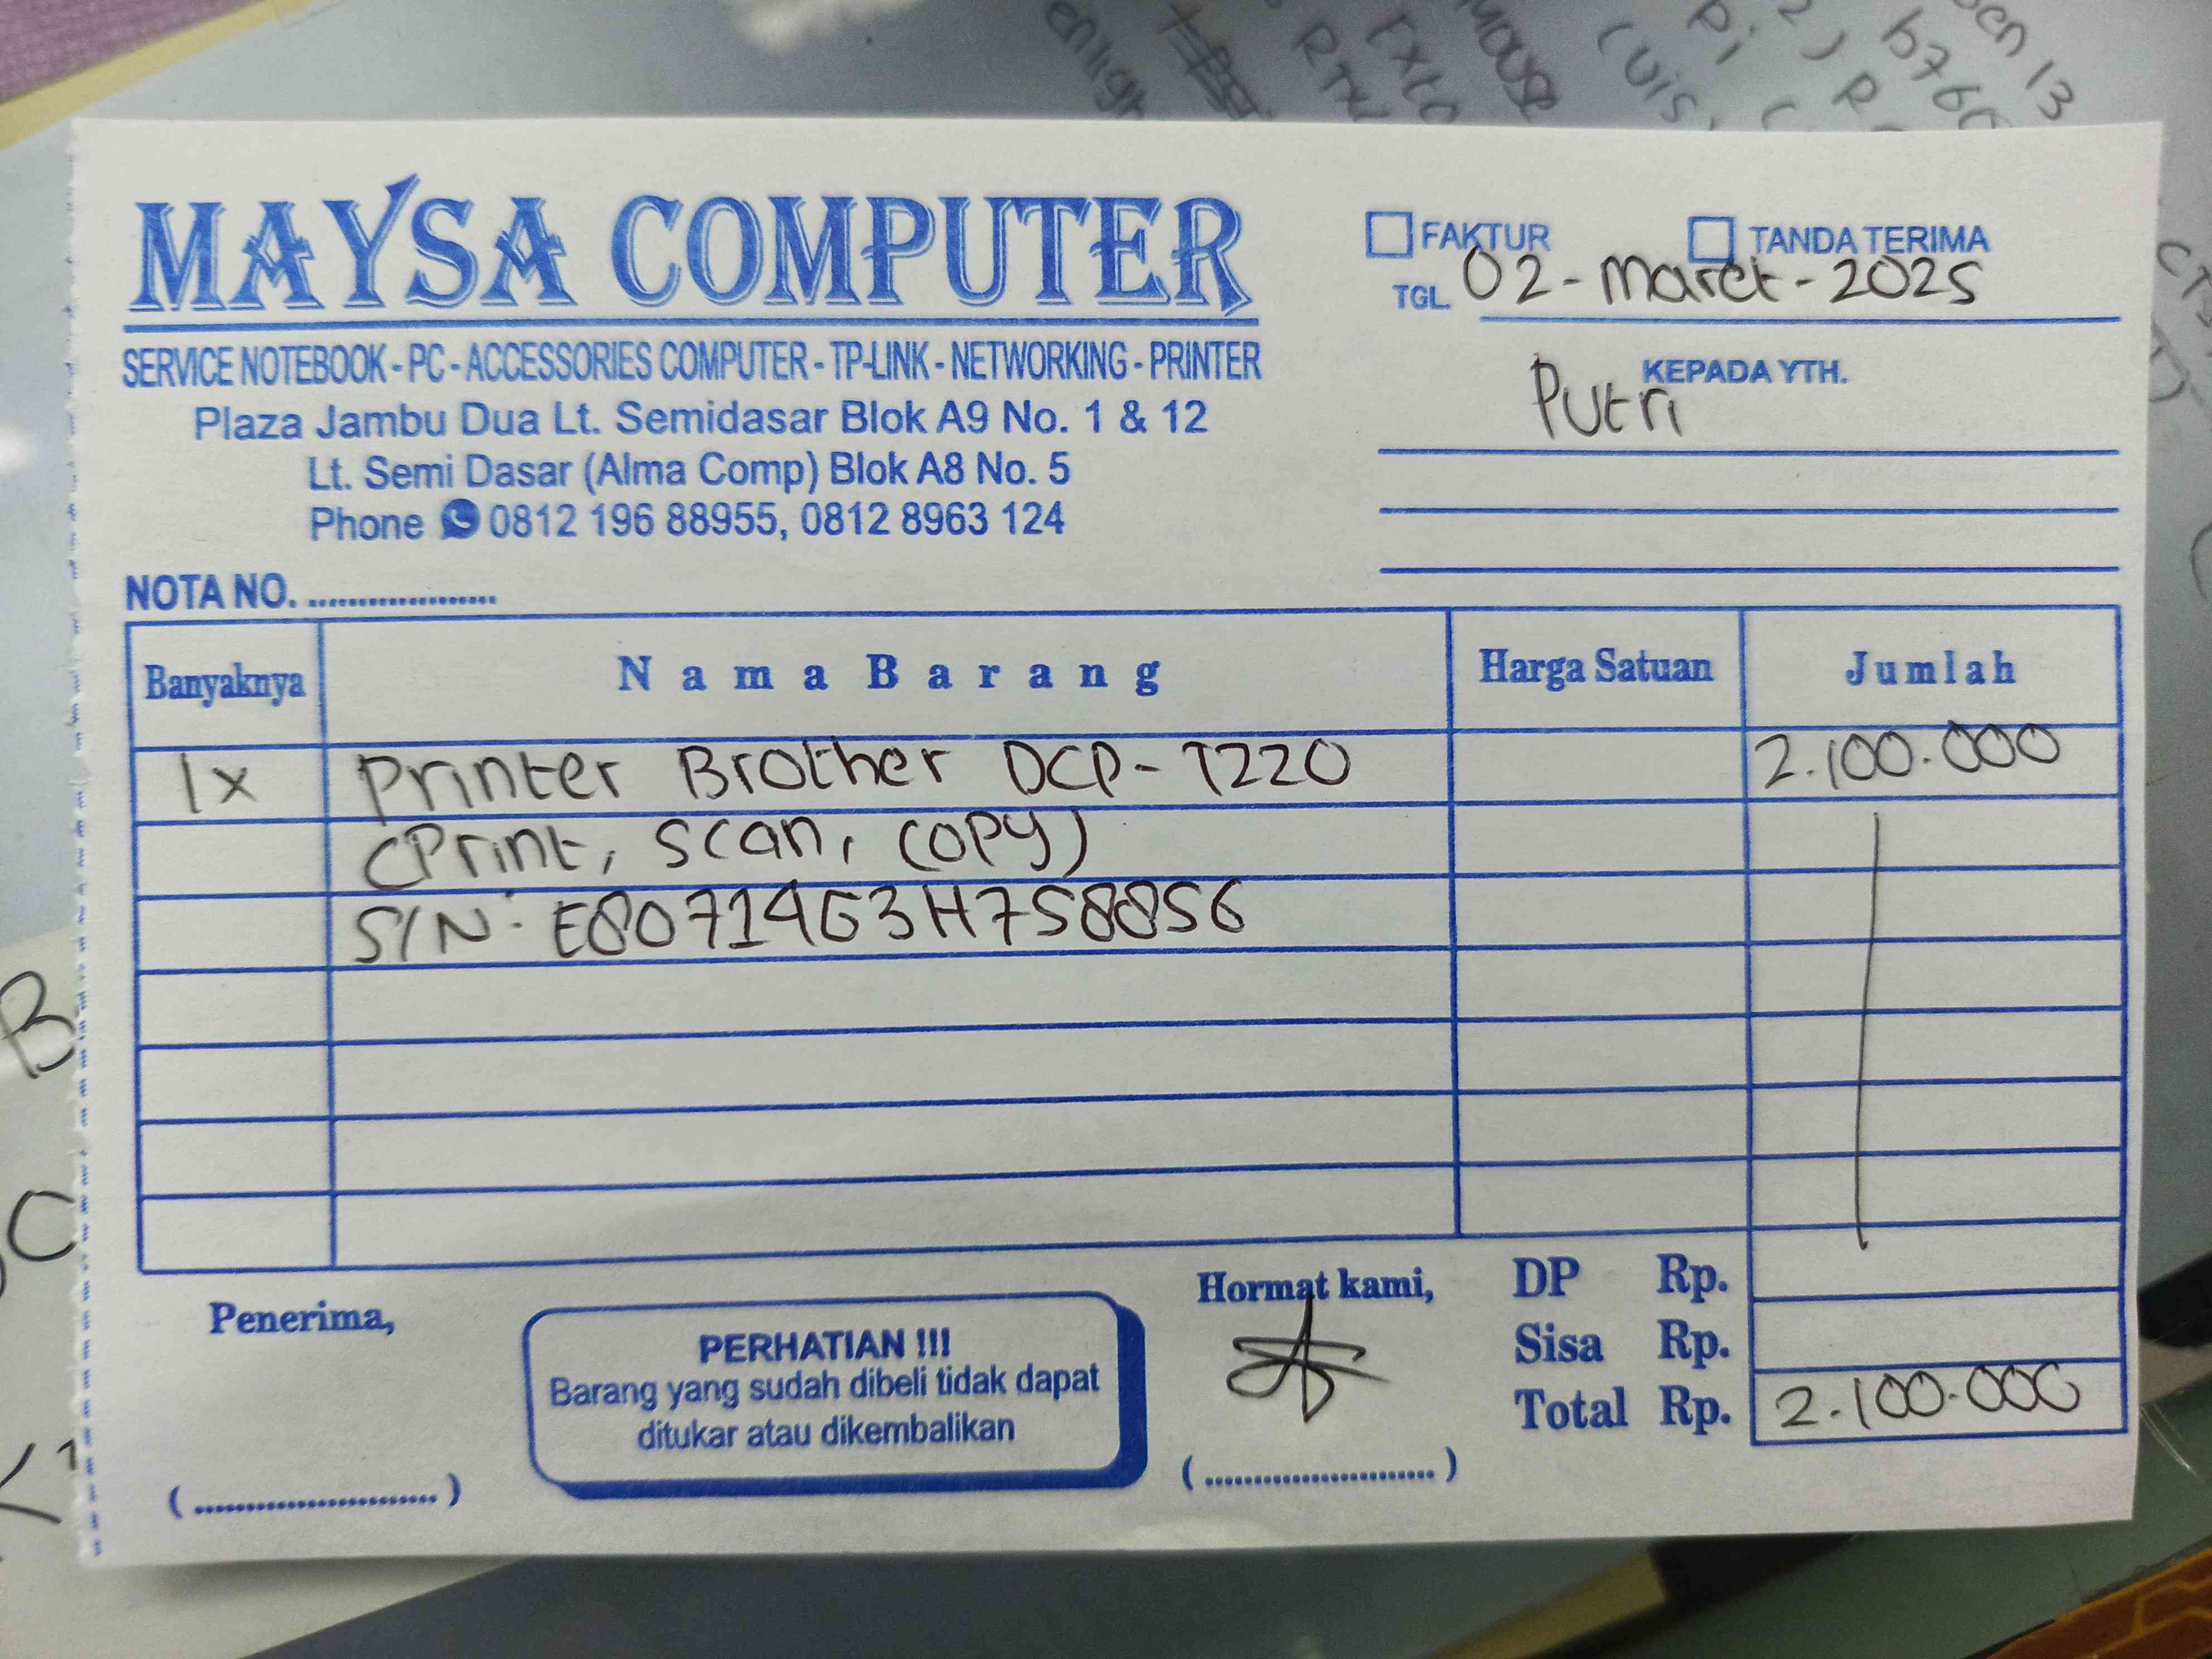 MAYSA COMPUTER
SERVICE NOTEBOOK - PC - ACCESSORIES COMPUTER - TP-LINK - NETWORKING - PRINTER
Plaza Jambu Dua Lt. Semidasar Blok A9 No. 1 & 12
Lt. Semi Dasar (Alma Comp) Blok A8 No. 5
Phone 0812 196 88955, 0812 8963 124
FAKTUR TANDA TERIMA
TGL. 02-Maret-2025
KEPADA YTH.
Putri
NOTA NO. ...................
Banyaknya Nama Barang Harga Satuan Jumlah
1x Printer Brother DCP-T220 2.100.000
(Print, Scan, Copy)
S/N: E80719G3H758856
Penerima,
(.........................)
PERHATIAN !!!
Barang yang sudah dibeli tidak dapat
ditukar atau dikembalikan
Hormat kami,
(.........................)
DP Rp.
Sisa Rp.
Total Rp. 2.100.000
Mouse
13
B
C